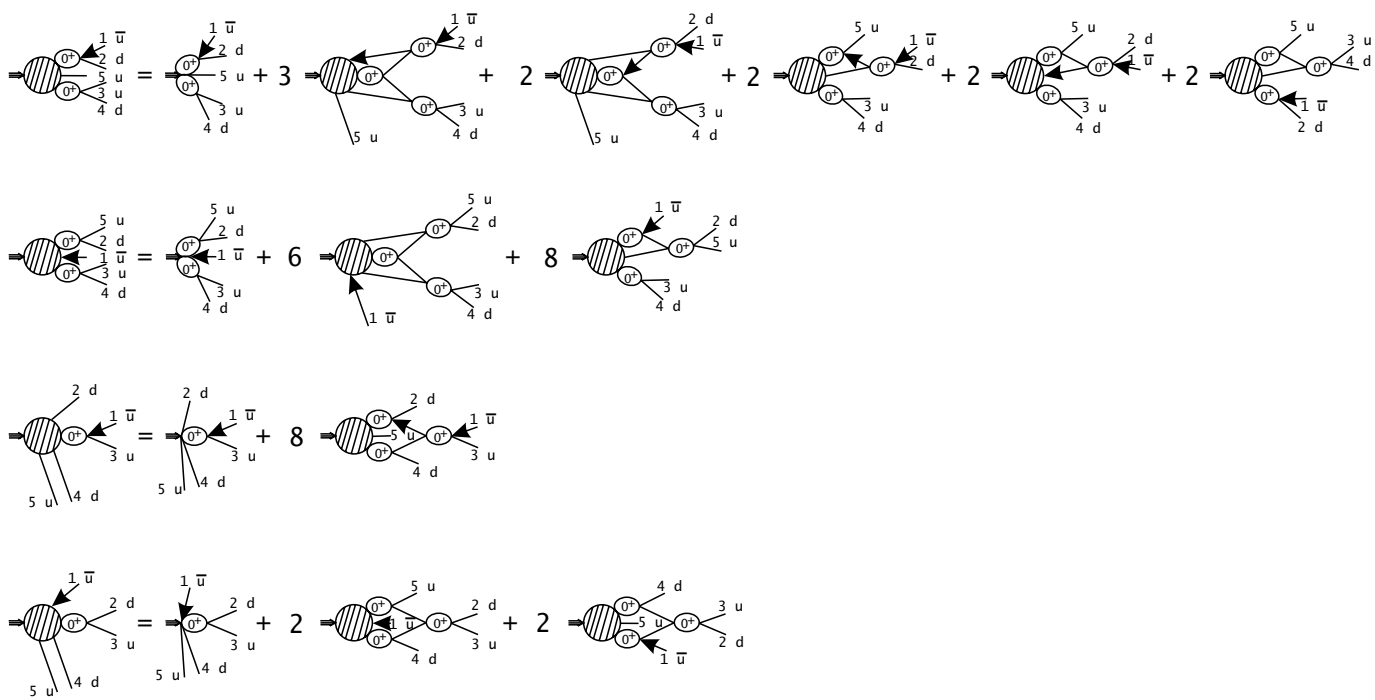 1 u̅
0⁺ 2 d
5 u
0⁺ 3 u
4 d
=
1 u̅
0⁺ 2 d
5 u
3 u
4 d
+ 3
1 u̅
0⁺ 2 d
0⁺
0⁺ 3 u
4 d
5 u
+ 2
2 d
0⁺ 1 u̅
0⁺
0⁺ 3 u
4 d
5 u
+ 2
5 u
0⁺
1 u̅
0⁺ 2 d
0⁺ 3 u
4 d
+ 2
5 u
0⁺
2 d
0⁺ 1 u̅
0⁺ 3 u
4 d
+ 2
5 u
0⁺
3 u
0⁺ 4 d
0⁺ 1 u̅
2 d
5 u
0⁺ 2 d
1 u̅
0⁺ 3 u
4 d
=
5 u
0⁺ 2 d
1 u̅
0⁺ 3 u
4 d
+ 6
5 u
0⁺ 2 d
0⁺
0⁺ 3 u
4 d
1 u̅
+ 8
1 u̅
0⁺
2 d
0⁺ 5 u
0⁺ 3 u
4 d
2 d
1 u̅
0⁺
3 u
4 d
5 u
=
2 d
1 u̅
0⁺
3 u
4 d
5 u
+ 8
2 d
0⁺
5 u
1 u̅
0⁺
3 u
0⁺
4 d
1 u̅
2 d
0⁺
3 u
4 d
5 u
=
1 u̅
2 d
0⁺
3 u
4 d
5 u
+ 2
5 u
0⁺
1 u̅
2 d
0⁺
3 u
0⁺
4 d
+ 2
4 d
0⁺
5 u
3 u
0⁺
2 d
0⁺
1 u̅